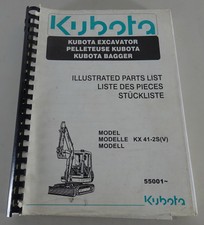 Kubota
KUBOTA EXCAVATOR
PELLETEUSE KUBOTA
KUBOTA BAGGER
ILLUSTRATED PARTS LIST
LISTE DES PIECES
STÜCKLISTE
MODEL
MODELLE KX 41-2S(V)
MODELL
55001~
Kubota